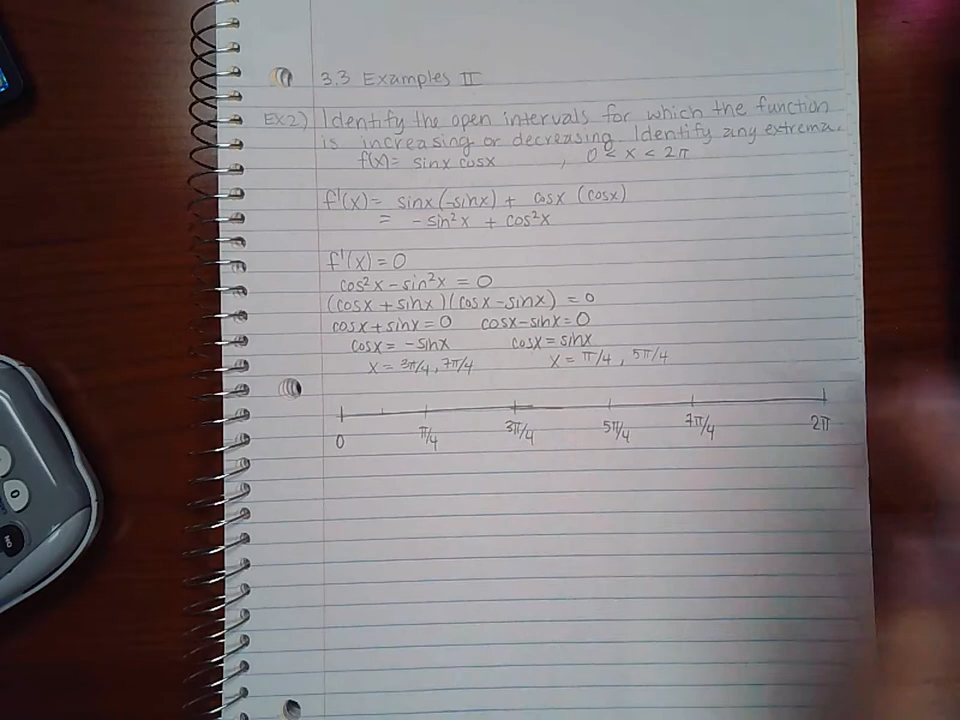 3.3 Examples II
EX2) Identify the open intervals for which the function
is increasing or decreasing. Identify any extrema.
f(x) = sinx cosx , 0 < x < 2π
f'(x) = sinx (-sinx) + cosx (cosx)
= -sin²x + cos²x
f'(x) = 0
cos²x - sin²x = 0
(cosx + sinx)(cosx - sinx) = 0
cosx + sinx = 0 cosx - sinx = 0
cosx = -sinx cosx = sinx
x = 3π/4, 7π/4 x = π/4, 5π/4
0 π/4 3π/4 5π/4 7π/4 2π
0
ON